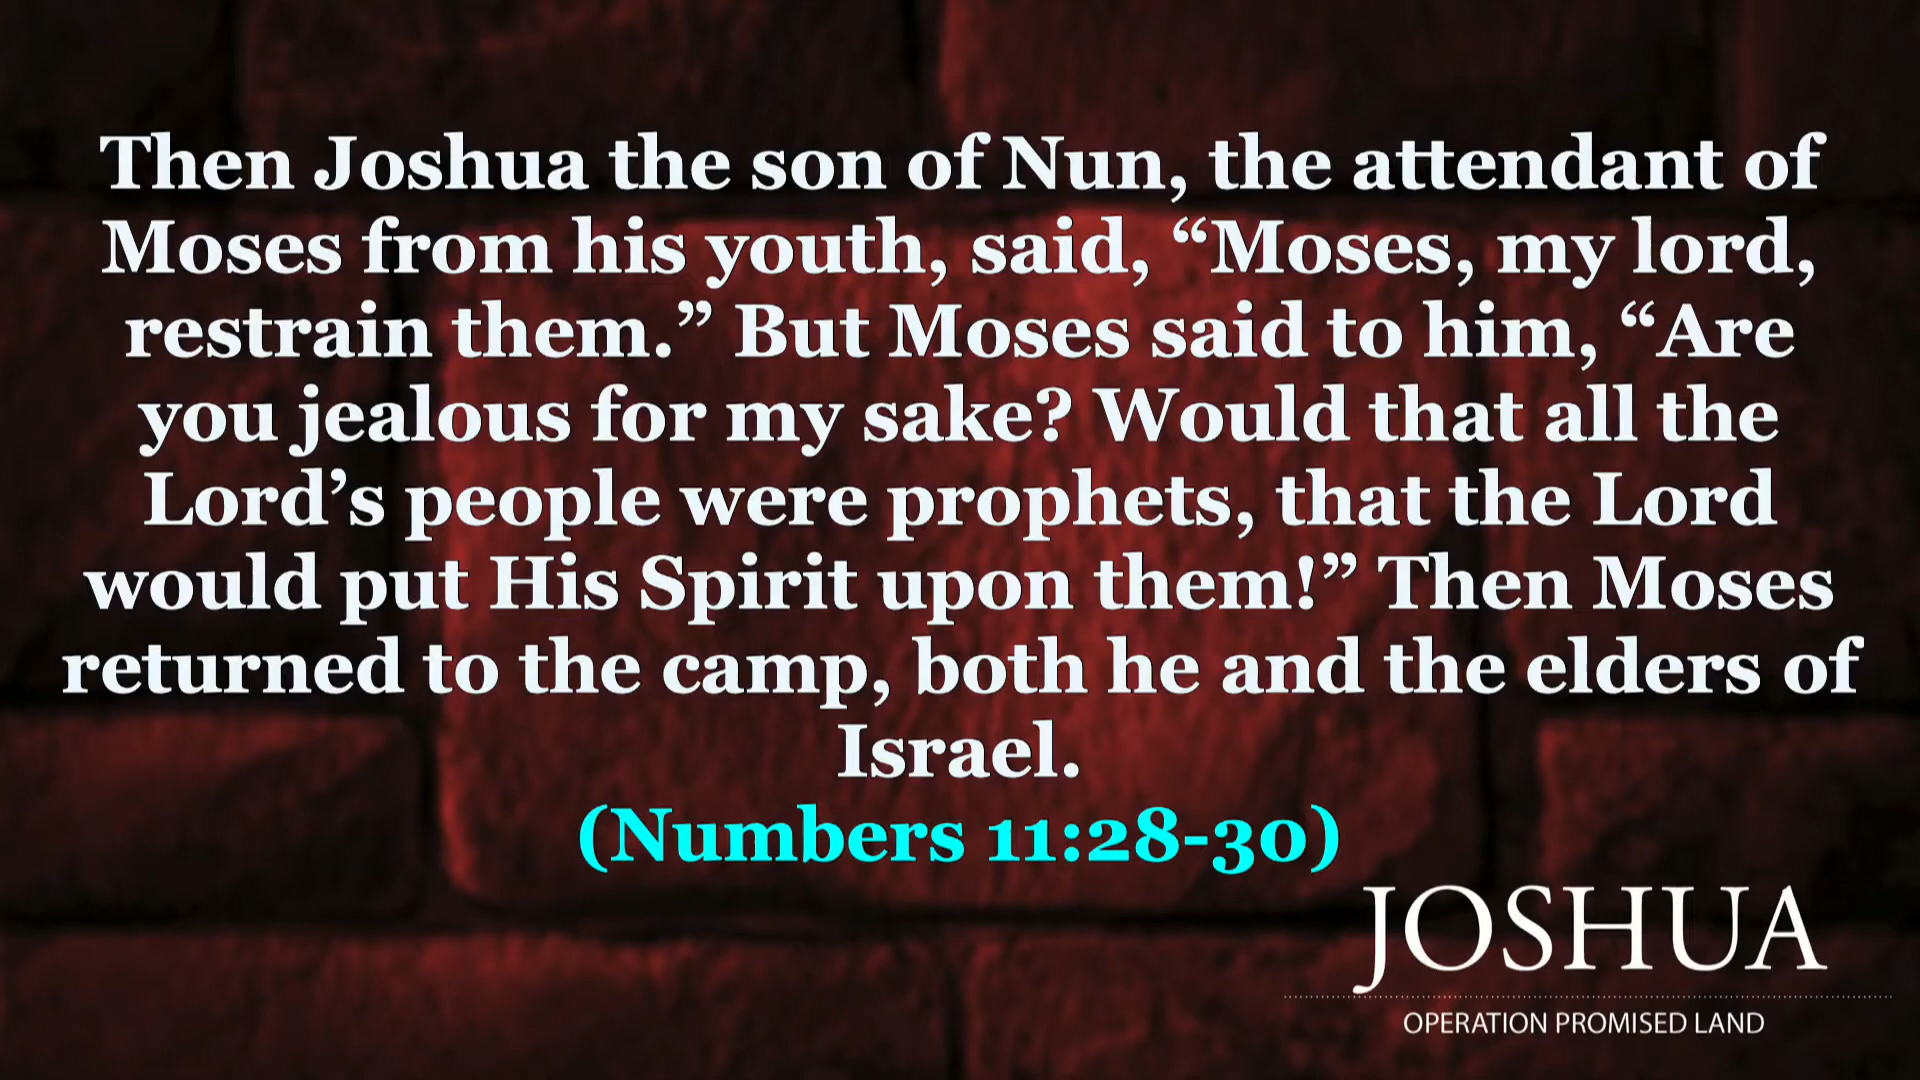 Then Joshua the son of Nun, the attendant of
Moses from his youth, said, “Moses, my lord,
restrain them.” But Moses said to him, “Are
you jealous for my sake? Would that all the
Lord’s people were prophets, that the Lord
would put His Spirit upon them!” Then Moses
returned to the camp, both he and the elders of
Israel.
(Numbers 11:28-30)
JOSHUA
OPERATION PROMISED LAND